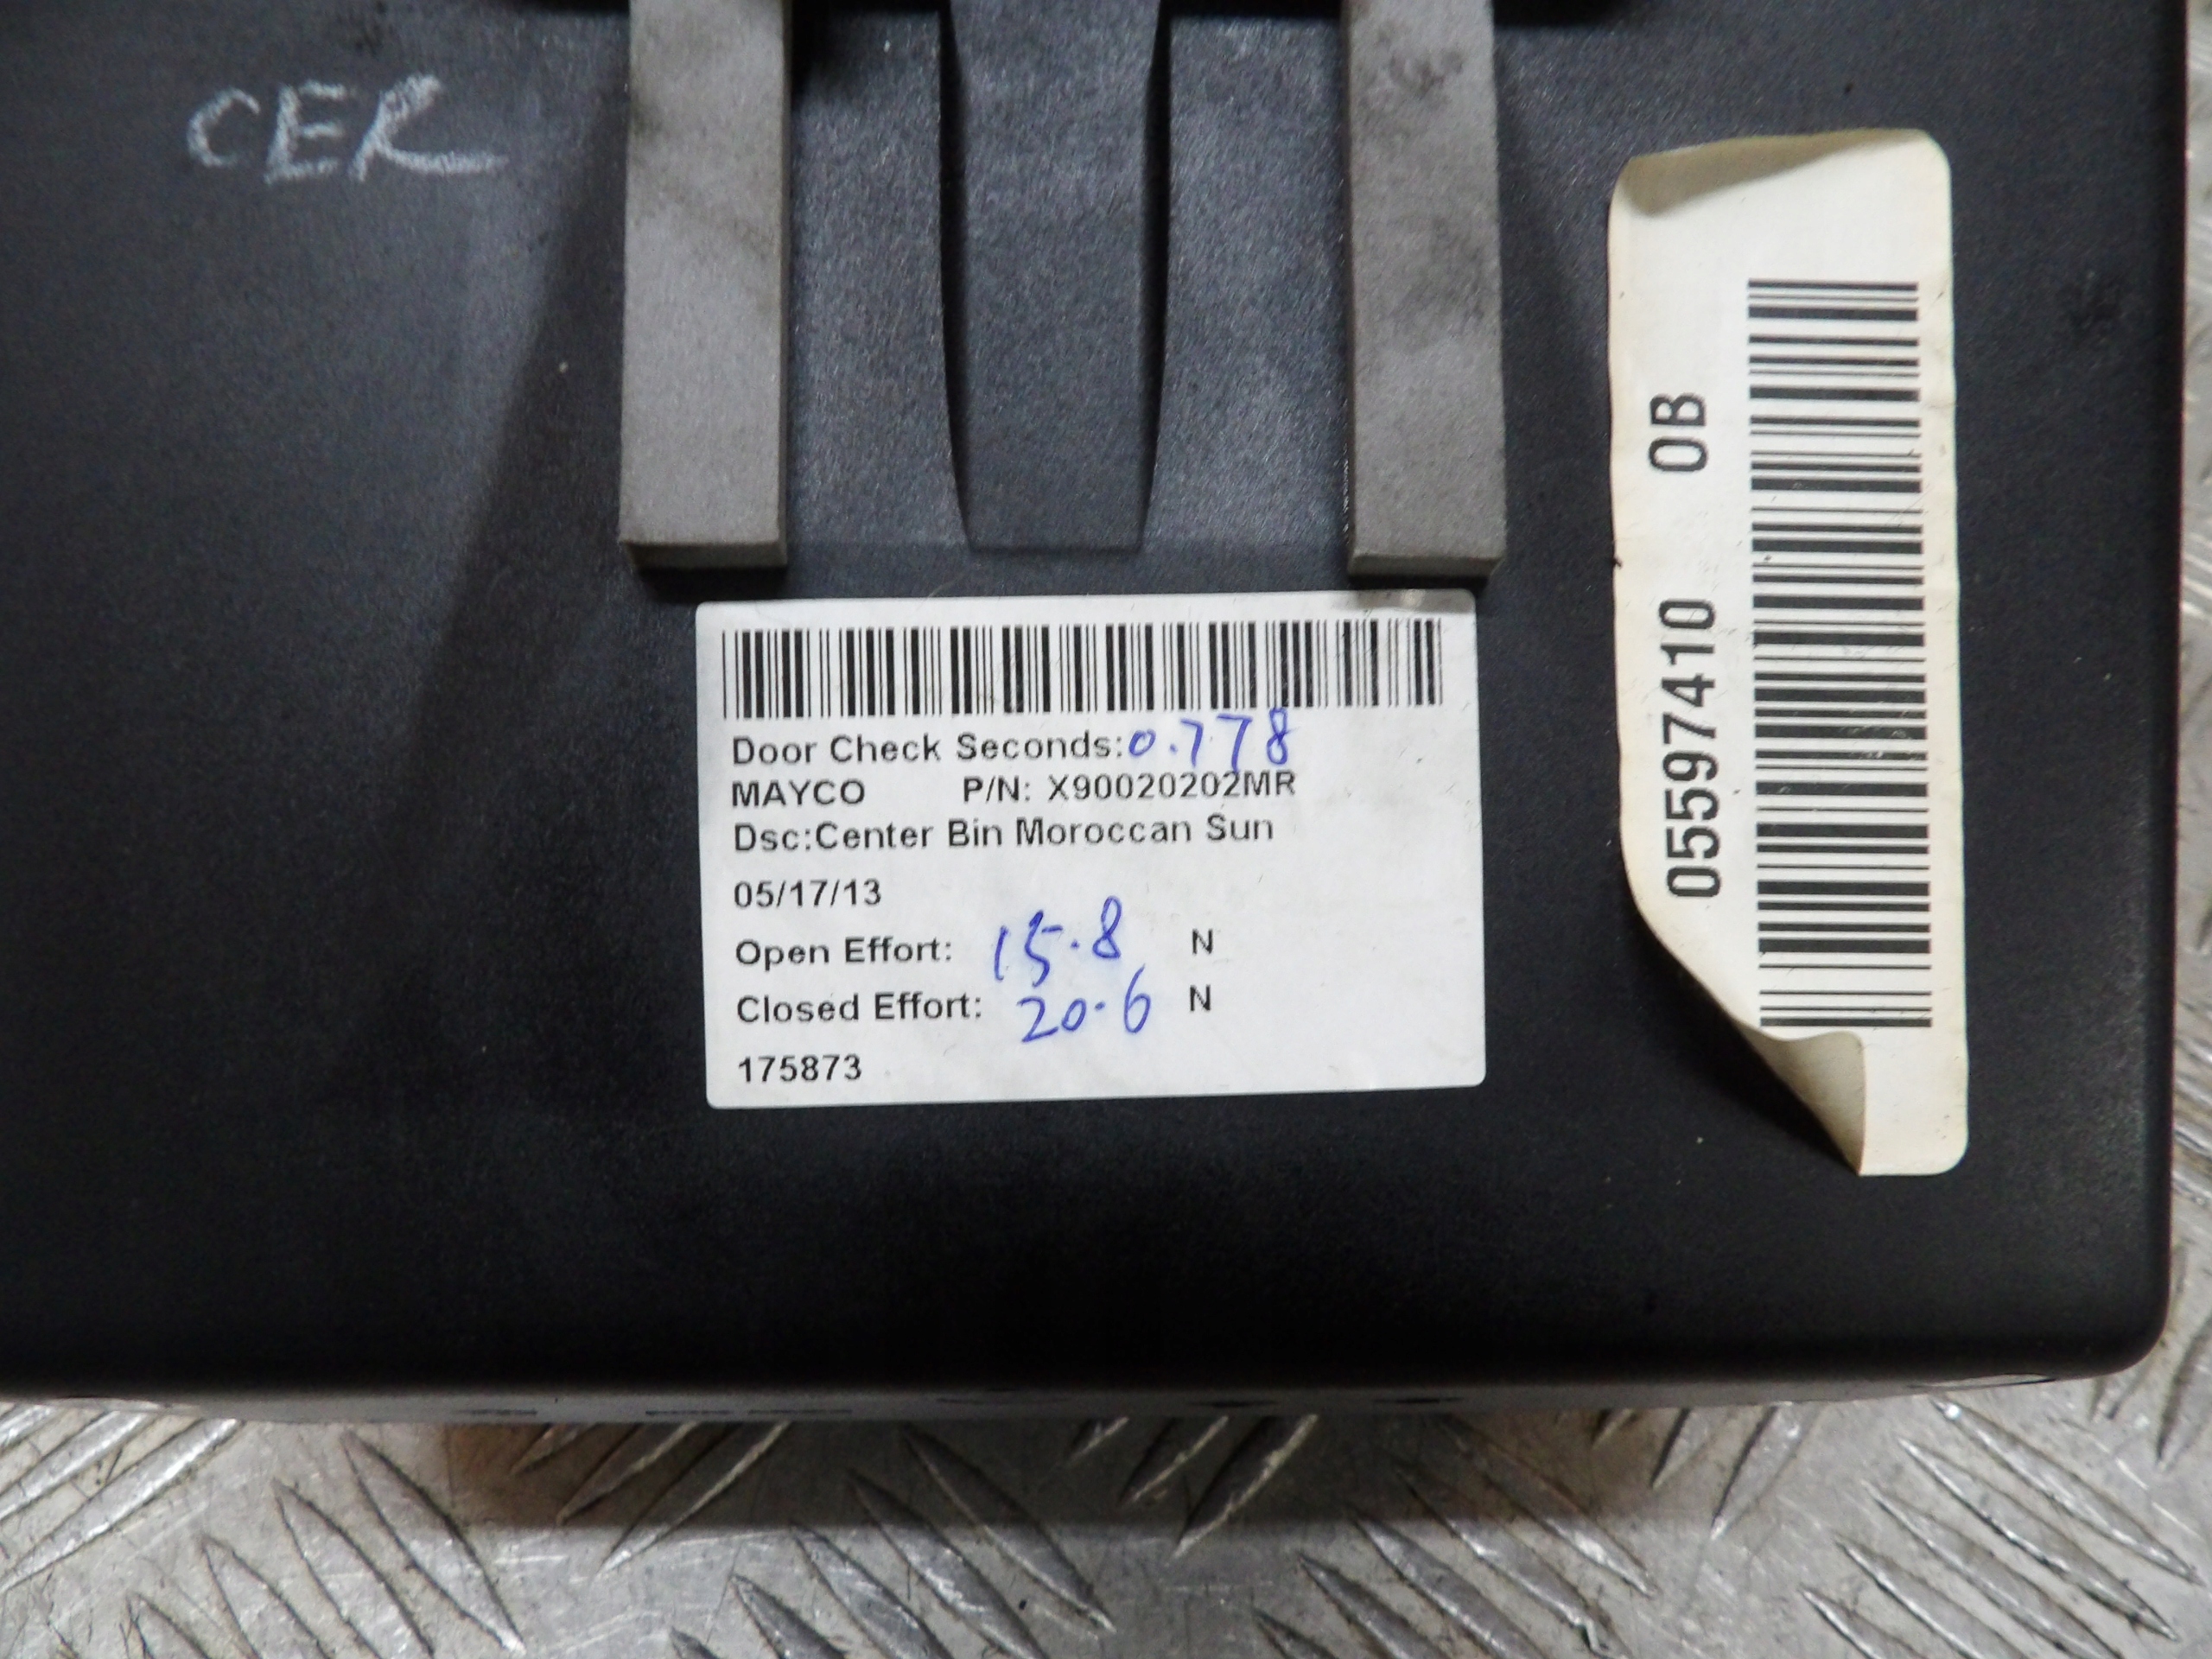 CER
Door Check Seconds:0.778
MAYCO P/N: X90020202MR
Dsc:Center Bin Moroccan Sun
05/17/13
Open Effort: 15.8 N
Closed Effort: 20.6 N
175873
05597410 0B